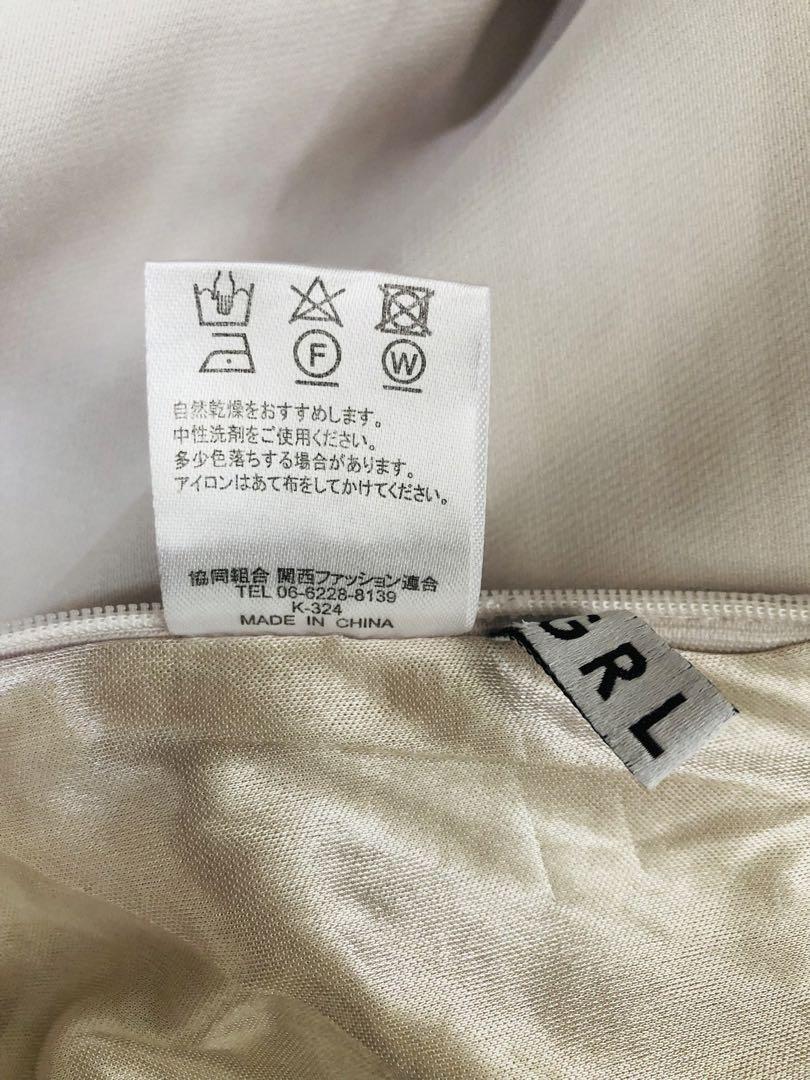 F W
自然乾燥をおすすめします。
中性洗剤をご使用ください。
多少色落ちする場合があります。
アイロンはあて布をしてかけてください。
協同組合 関西ファッション連合
TEL 06-6228-8139
K-324
MADE IN CHINA
GRL